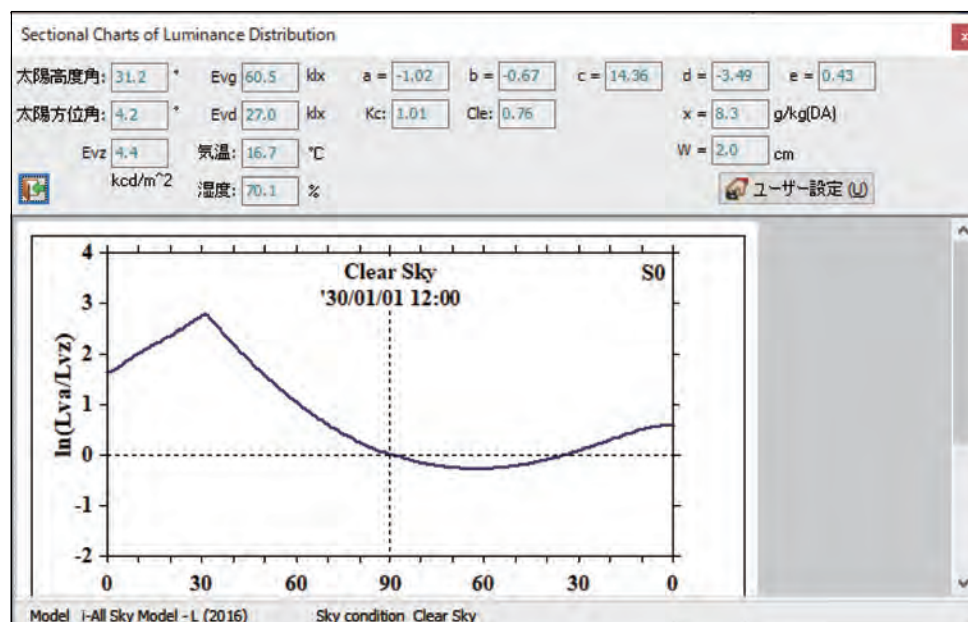 Sectional Charts of Luminance Distribution
x
太陽高度角: 31.2 ° Evg 60.5 klx a = -1.02 b = -0.67 c = 14.36 d = -3.49 e = 0.43
太陽方位角: 4.2 ° Evd 27.0 klx Kc: 1.01 Cle: 0.76 x = 8.3 g/kg(DA)
Evz 4.4 気温: 16.7 °C W = 2.0 cm
kcd/m^2 湿度: 70.1 % ユーザー設定 (U)
4
Clear Sky S0
'30/01/01 12:00
3
2
ln(Lva/Lvz)
1
0
-1
-2
0 30 60 90 60 30 0
Model i-All Sky Model - L (2016) Sky condition Clear Sky